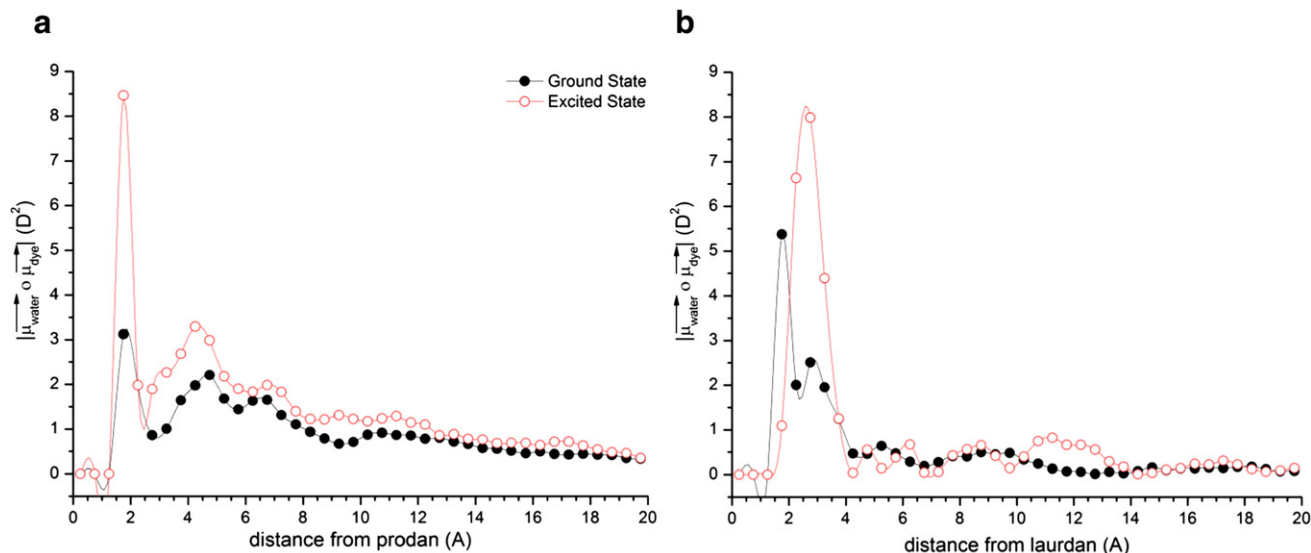 a
b
9
8
7
6
5
4
3
2
1
0
0 2 4 6 8 10 12 14 16 18 20
|μwater o μdye| (D²)
distance from prodan (A)
Ground State
Excited State
9
8
7
6
5
4
3
2
1
0
0 2 4 6 8 10 12 14 16 18 20
|μwater o μdye| (D²)
distance from laurdan (A)